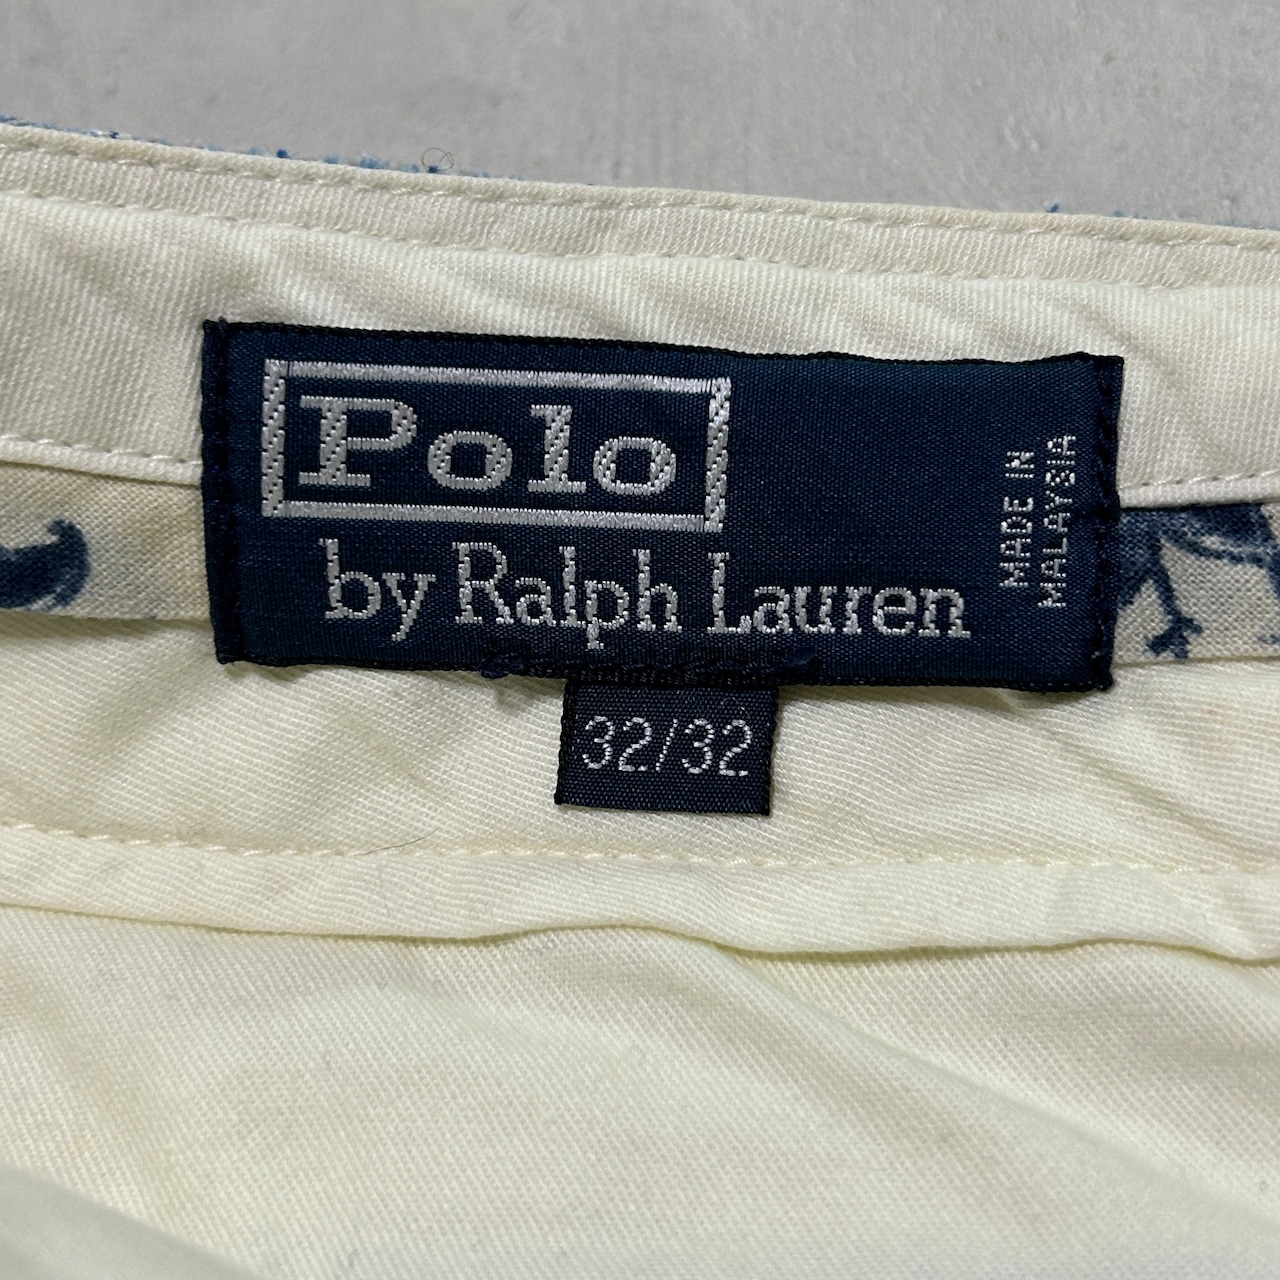 Polo
by Ralph Lauren
MADE IN
MALAYSIA
32/32